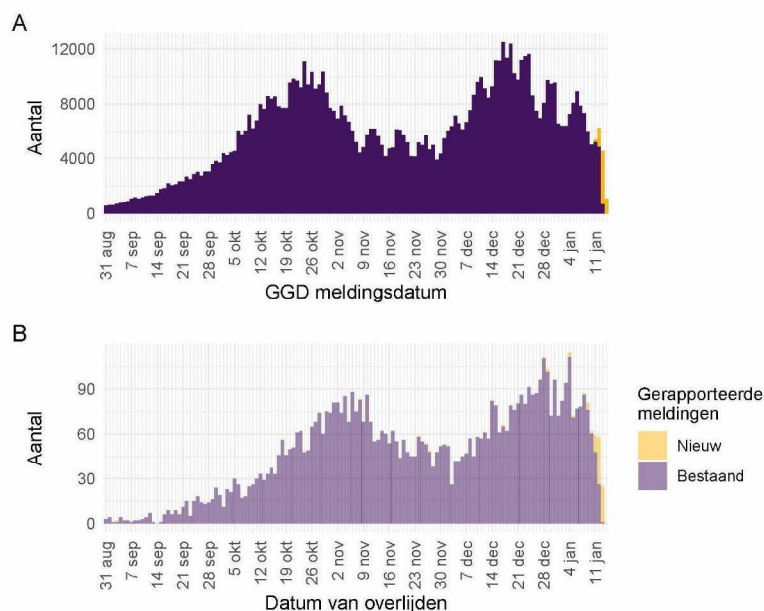 A
12000
8000
4000
0
Aantal
31 aug
7 sep
14 sep
21 sep
28 sep
5 okt
12 okt
19 okt
26 okt
2 nov
9 nov
16 nov
23 nov
30 nov
7 dec
14 dec
21 dec
28 dec
4 jan
11 jan
GGD meldingsdatum
B
90
60
30
0
Aantal
31 aug
7 sep
14 sep
21 sep
28 sep
5 okt
12 okt
19 okt
26 okt
2 nov
9 nov
16 nov
23 nov
30 nov
7 dec
14 dec
21 dec
28 dec
4 jan
11 jan
Datum van overlijden
Gerapporteerde
meldingen
Nieuw
Bestaand